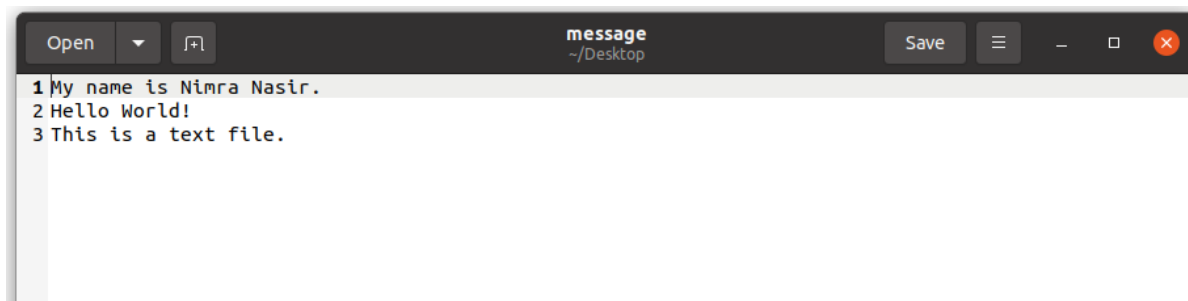 Open
message
~/Desktop
Save
1 My name is Nimra Nasir.
2 Hello World!
3 This is a text file.